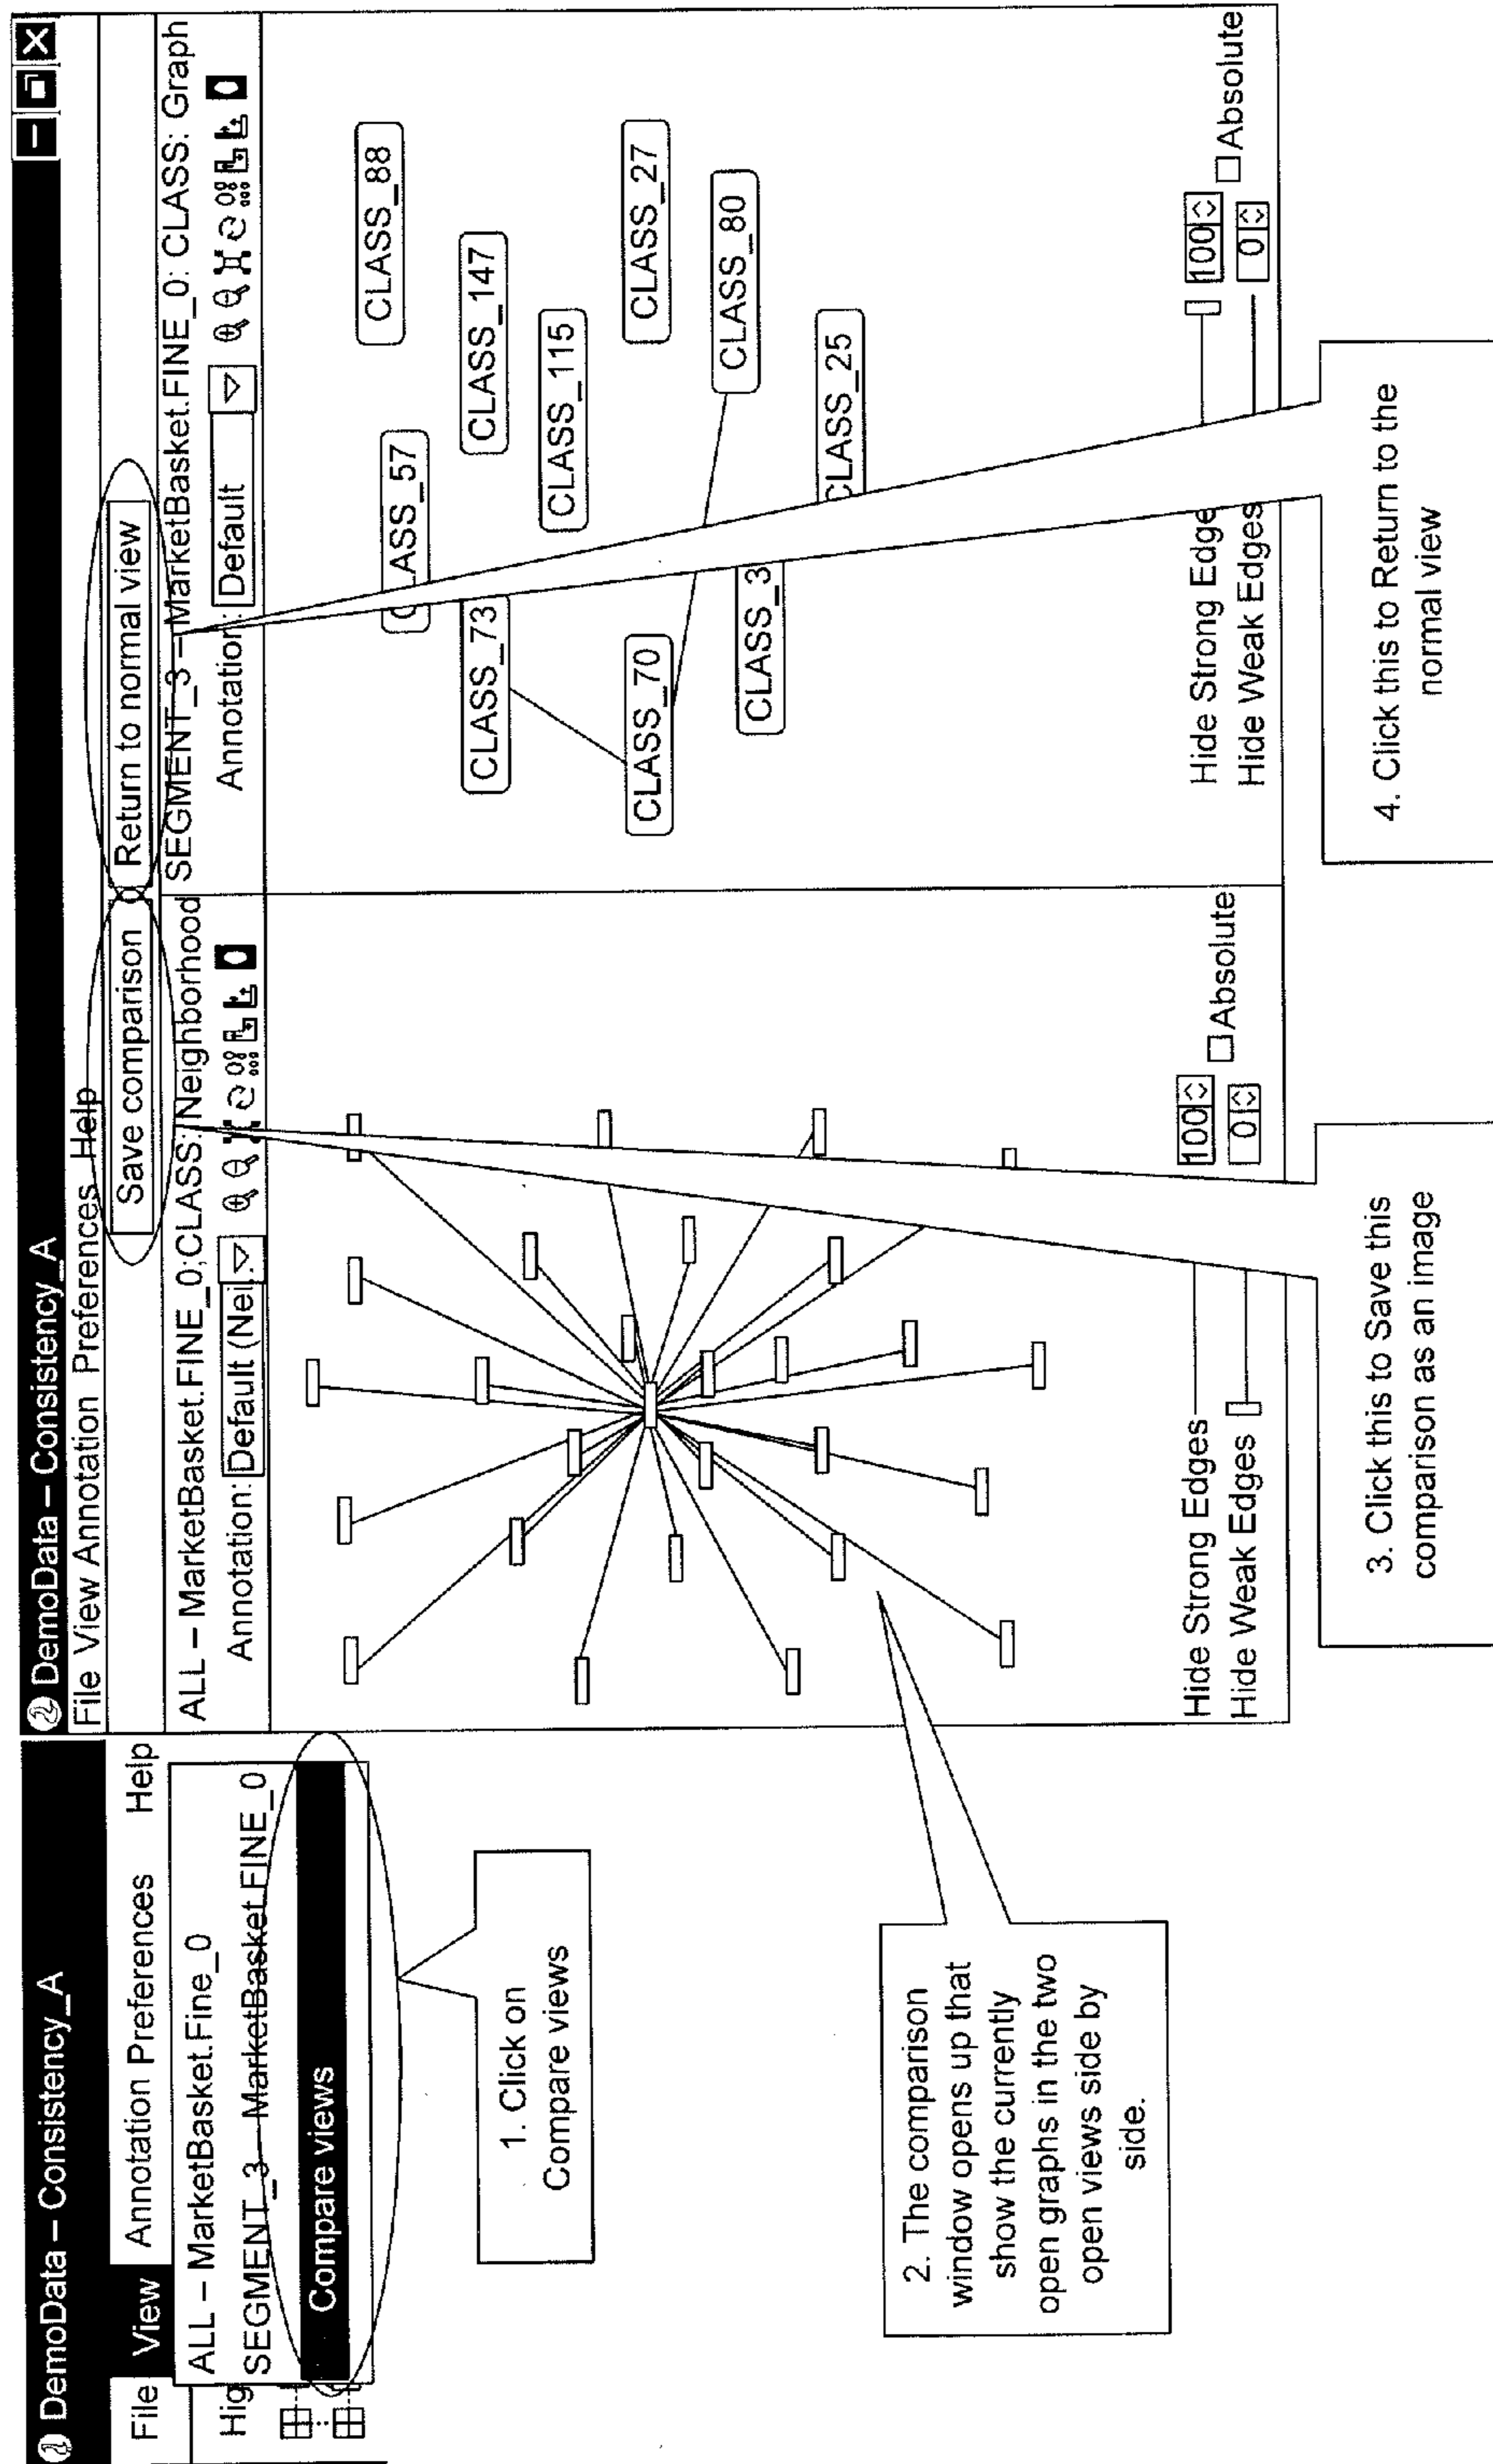 DemoData – Consistency_A
File View Annotation Preferences Help
ALL – MarketBasket.Fine_0
SEGMENT_3 – MarketBasket.FINE_0
Compare views
Hig
1. Click on
Compare views
2. The comparison
window opens up that
show the currently
open graphs in the two
open views side by
side.
DemoData – Consistency_A
File View Annotation Preferences Help
Save comparison
Return to normal view
ALL – MarketBasket.FINE_0;CLASS:Neighborhood
Annotation: Default (Nei
Hide Strong Edges
100
Hide Weak Edges
0
Absolute
SEGMENT_3 – MarketBasket.FINE_0: CLASS: Graph
Annotation: Default
CLASS_88
CLASS_57
CLASS_147
CLASS_73
CLASS_115
CLASS_27
CLASS_70
CLASS_80
CLASS_3
CLASS_25
Hide Strong Edge
100
Hide Weak Edges
0
Absolute
3. Click this to Save this
comparison as an image
4. Click this to Return to the
normal view